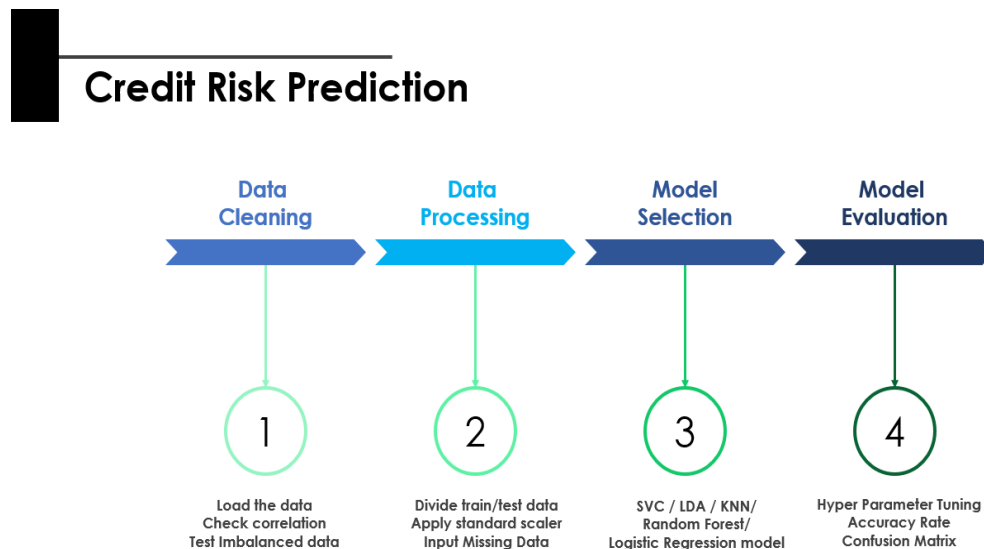 Credit Risk Prediction
Data
Cleaning
Data
Processing
Model
Selection
Model
Evaluation
1
2
3
4
Load the data
Check correlation
Test Imbalanced data
Divide train/test data
Apply standard scaler
Input Missing Data
SVC / LDA / KNN/
Random Forest/
Logistic Regression model
Hyper Parameter Tuning
Accuracy Rate
Confusion Matrix